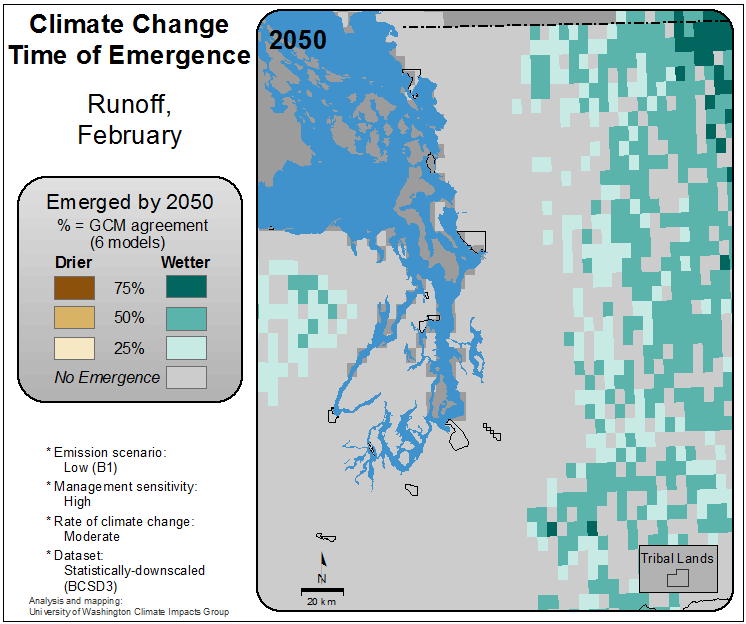 Climate Change
Time of Emergence
Runoff,
February
Emerged by 2050
% = GCM agreement
(6 models)
Drier Wetter
75%
50%
25%
No Emergence
* Emission scenario:
Low (B1)
* Management sensitivity:
High
* Rate of climate change:
Moderate
* Dataset:
Statistically-downscaled
(BCSD3)
Analysis and mapping:
University of Washington Climate Impacts Group
2050
N
20 km
Tribal Lands